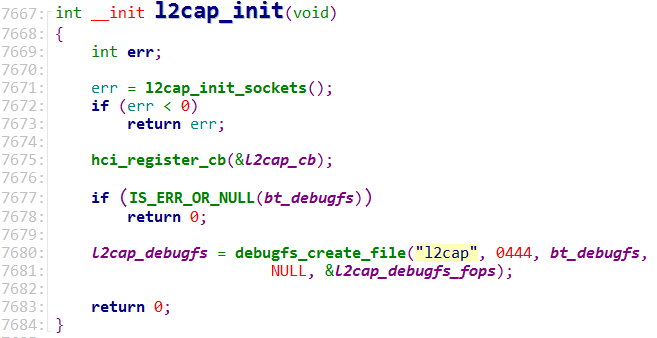 7667: int __init l2cap_init(void)
7668: {
7669:     int err;
7670:
7671:     err = l2cap_init_sockets();
7672:     if (err < 0)
7673:         return err;
7674:
7675:     hci_register_cb(&l2cap_cb);
7676:
7677:     if (IS_ERR_OR_NULL(bt_debugfs))
7678:         return 0;
7679:
7680:     l2cap_debugfs = debugfs_create_file("l2cap", 0444, bt_debugfs,
7681:                         NULL, &l2cap_debugfs_fops);
7682:
7683:     return 0;
7684: }